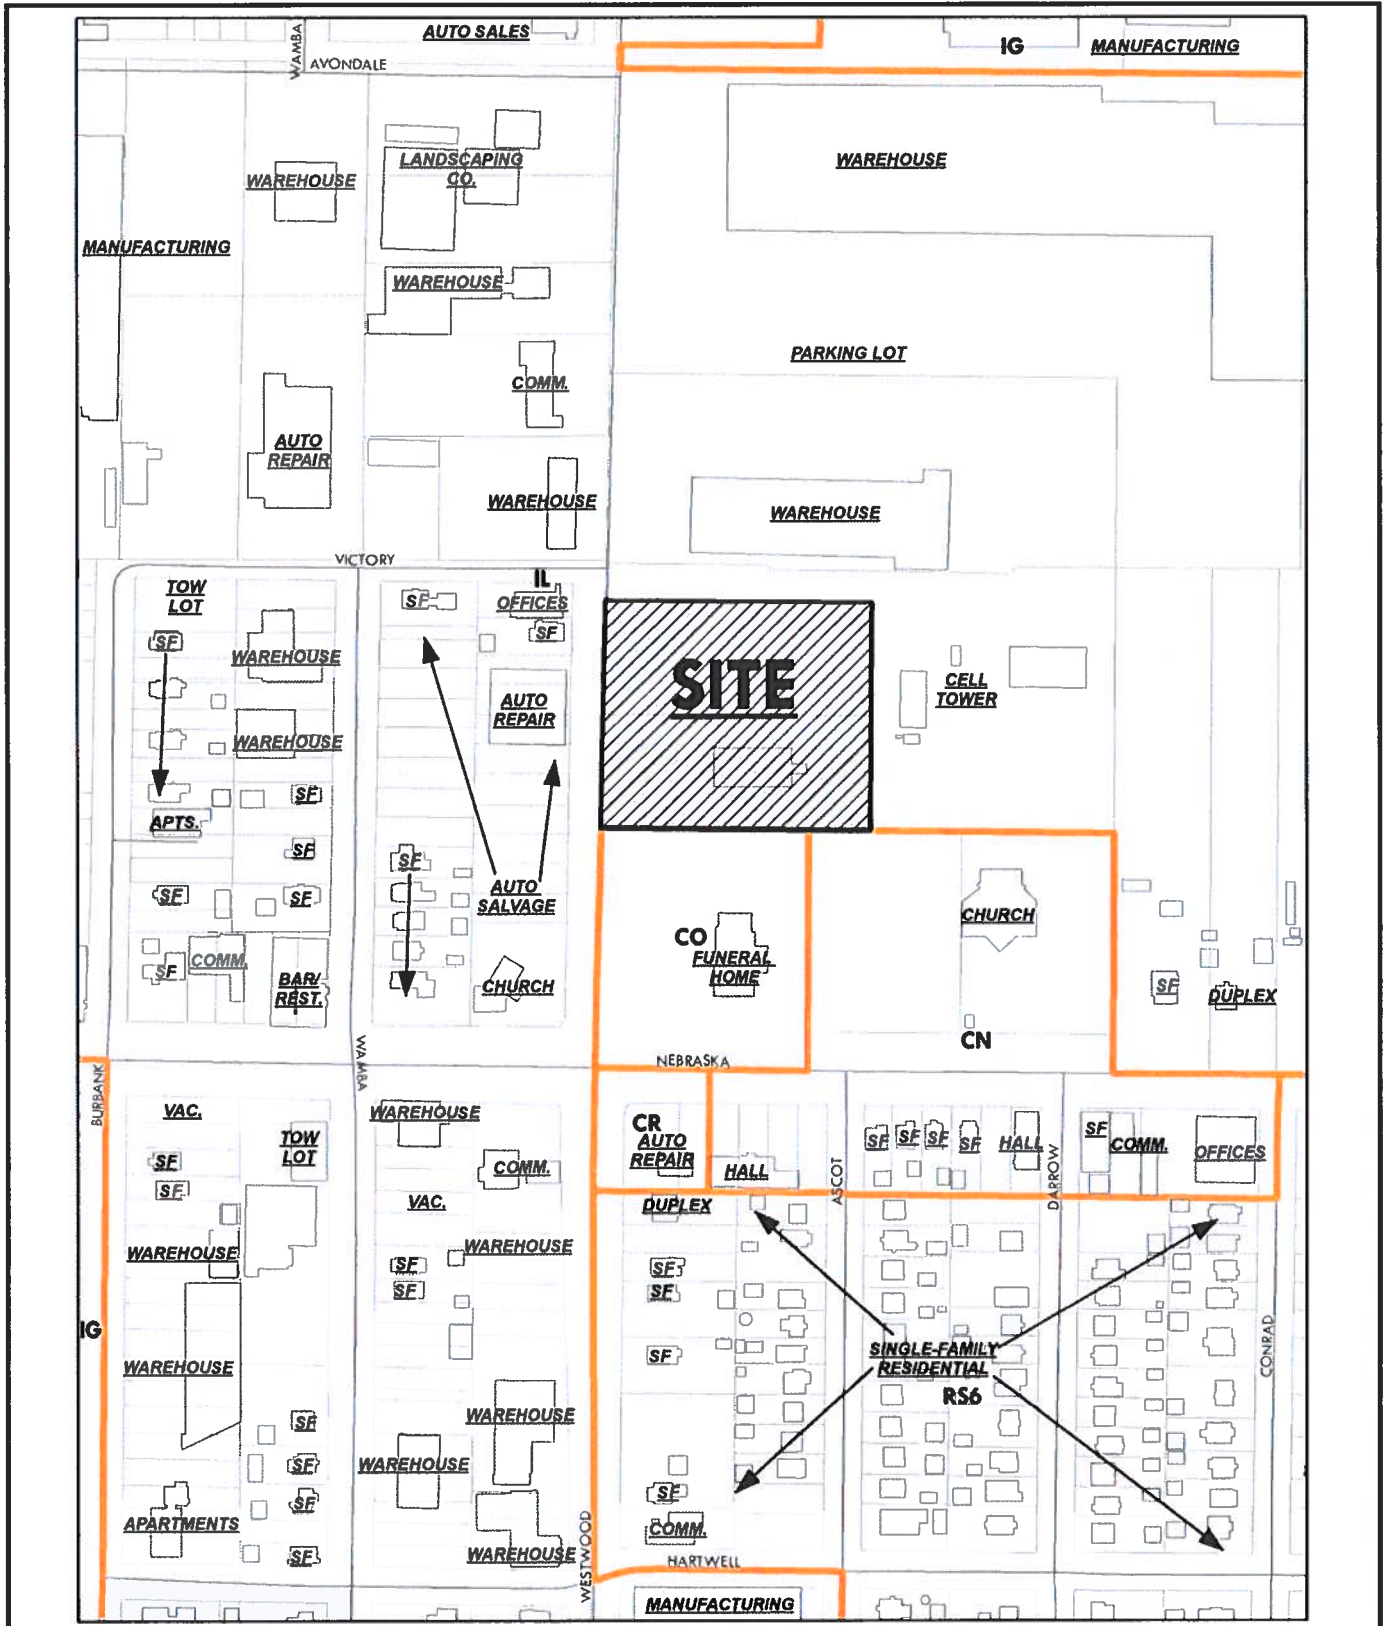 AUTO SALES
WAMBA
AVONDALE
IG
MANUFACTURING
LANDSCAPING
CO.
WAREHOUSE
WAREHOUSE
MANUFACTURING
WAREHOUSE
PARKING LOT
COMM.
AUTO
REPAIR
WAREHOUSE
WAREHOUSE
VICTORY
TOW
LOT
IL
OFFICES
SF
SF
SF
WAREHOUSE
SITE
CELL
TOWER
AUTO
REPAIR
WAREHOUSE
SF
APTS.
SF
SF
AUTO
SALVAGE
SF
SF
CHURCH
CO
FUNERAL
HOME
COMM.
SF
BAR/
REST.
CHURCH
SF
DUPLEX
CN
WAMBA
NEBRASKA
BURBANK
VAC.
WAREHOUSE
TOW
LOT
CR
AUTO
REPAIR
HALL
SF
SF
SF
SF
HALL
SF
COMM.
OFFICES
SF
SF
COMM.
ASCOT
DARROW
VAC.
DUPLEX
WAREHOUSE
WAREHOUSE
SF
SF
SF
SF
IG
SF
WAREHOUSE
SINGLE-FAMILY
RESIDENTIAL
RS6
CONRAD
WAREHOUSE
SF
SF
WAREHOUSE
SF
SF
APARTMENTS
COMM.
SF
WAREHOUSE
WESTWOOD
HARTWELL
MANUFACTURING